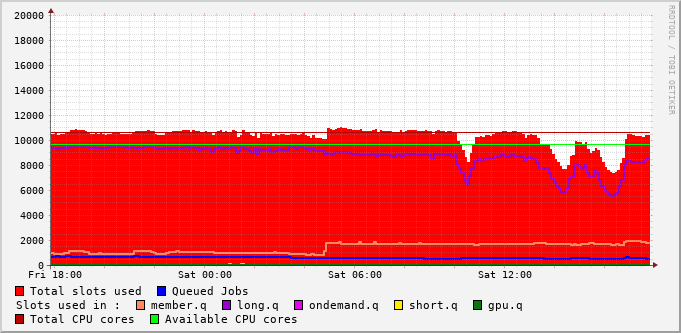 20000
18000
16000
14000
12000
10000
8000
6000
4000
2000
0
Fri 18:00 Sat 00:00 Sat 06:00 Sat 12:00
Total slots used Queued Jobs
Slots used in : member.q long.q ondemand.q short.q gpu.q
Total CPU cores Available CPU cores
RRDTOOL / TOBI OETIKER